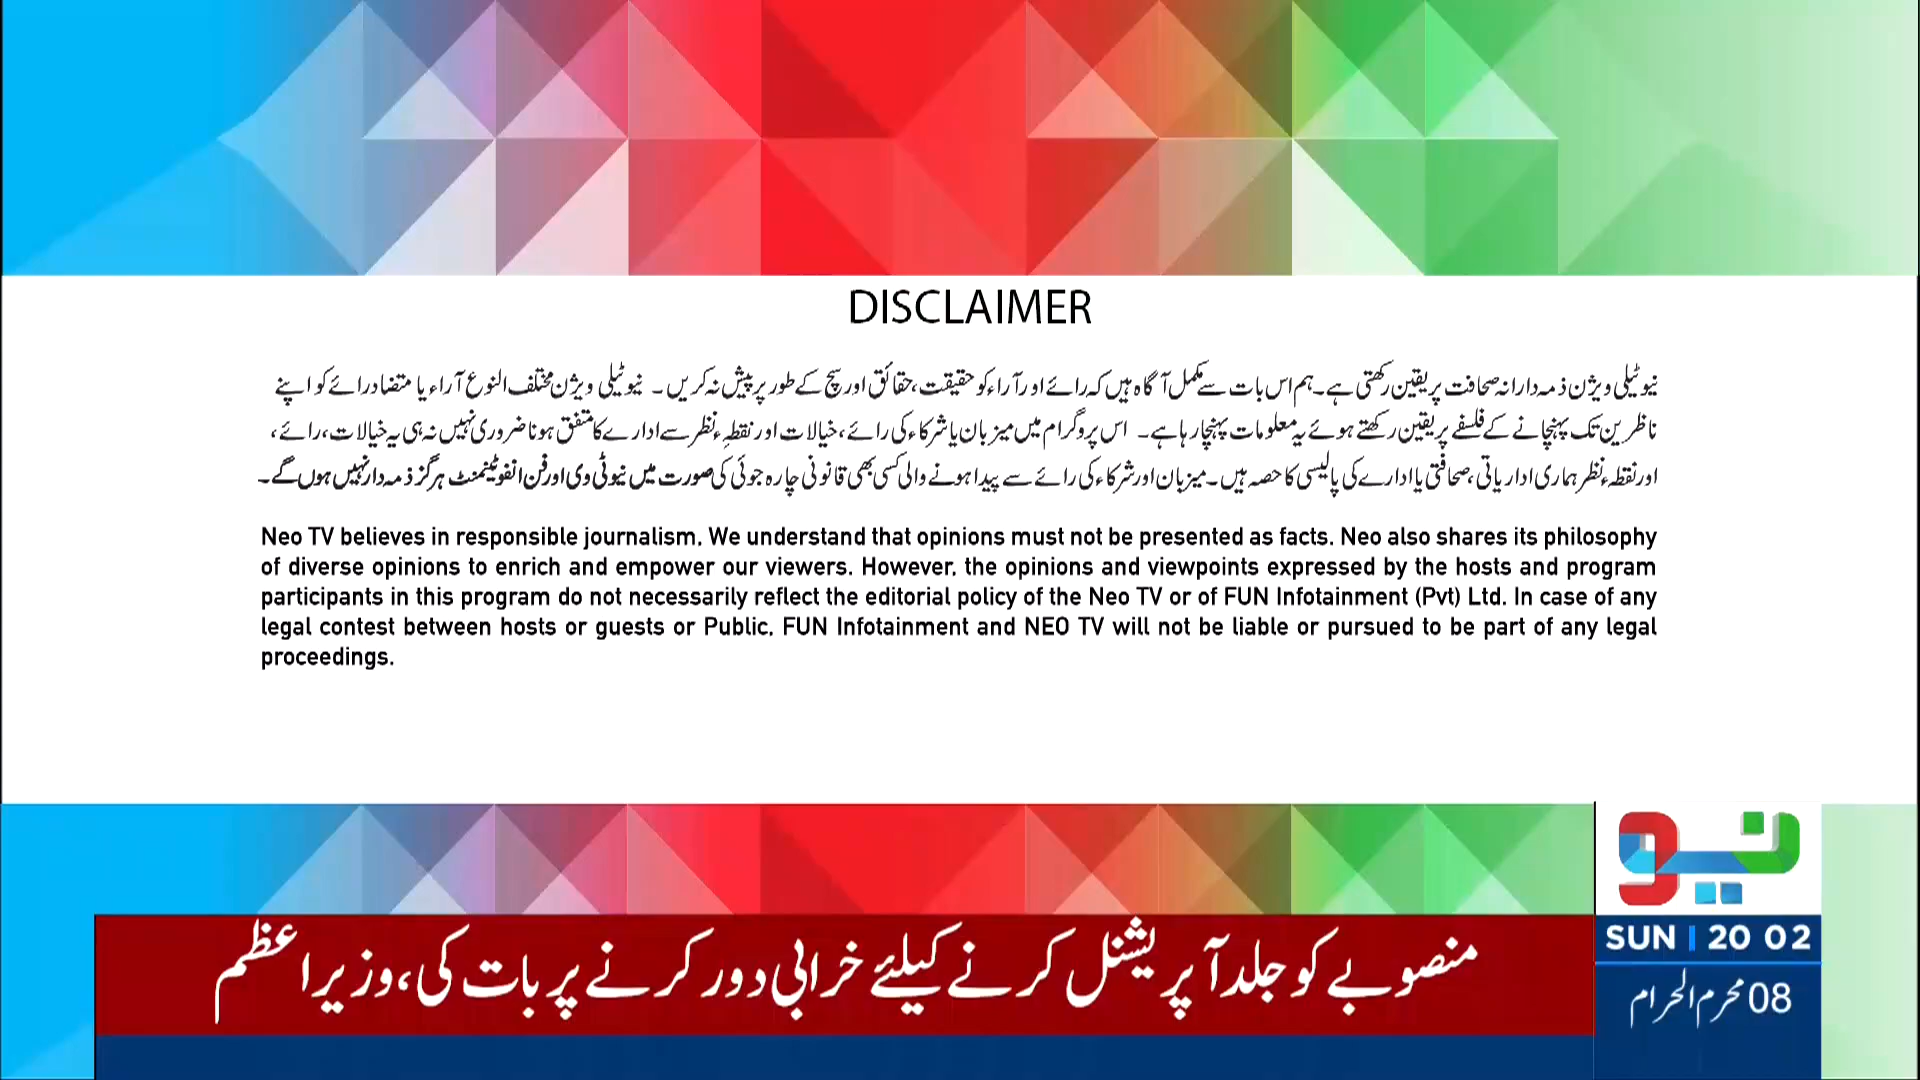 DISCLAIMER
نیو ٹیلی ویژن ذمہ دارانہ صحافت پر یقین رکھتی ہے۔ ہم اس بات سے مکمل آگاہ ہیں کہ رائے اور آراء کو حقیقت، حقائق اور سچ کے طور پر پیش نہ کریں۔ نیو ٹیلی ویژن مختلف النوع آراء یا متضاد رائے کو اپنے
ناظرین تک پہنچانے کے فلسفے پر یقین رکھتے ہوئے یہ معلومات پہنچا رہا ہے۔ اس پروگرام میں میزبان یا شرکاء کی رائے، خیالات اور نقطہء نظر سے ادارے کا متفق ہونا ضروری نہیں نہ ہی یہ خیالات، رائے،
اور نقطہء نظر ہماری ادارياتی، صحافتی یا ادارے کی پالیسی کا حصہ ہیں۔ میزبان اور شرکاء کی رائے سے پیدا ہونے والی کسی بھی قانونی چارہ جوئی کی صورت میں نیو ٹی وی اور فن انفوٹینمنٹ ہرگز ذمہ دار نہیں ہوں گے۔
Neo TV believes in responsible journalism. We understand that opinions must not be presented as facts. Neo also shares its philosophy
of diverse opinions to enrich and empower our viewers. However, the opinions and viewpoints expressed by the hosts and program
participants in this program do not necessarily reflect the editorial policy of the Neo TV or of FUN Infotainment (Pvt) Ltd. In case of any
legal contest between hosts or guests or Public, FUN Infotainment and NEO TV will not be liable or pursued to be part of any legal
proceedings.
نیو
SUN | 20 02
08 محرم الحرام
منصوبے کو جلد آپریشنل کرنے کیلئے خرابی دور کرنے پر بات کی، وزیراعظم